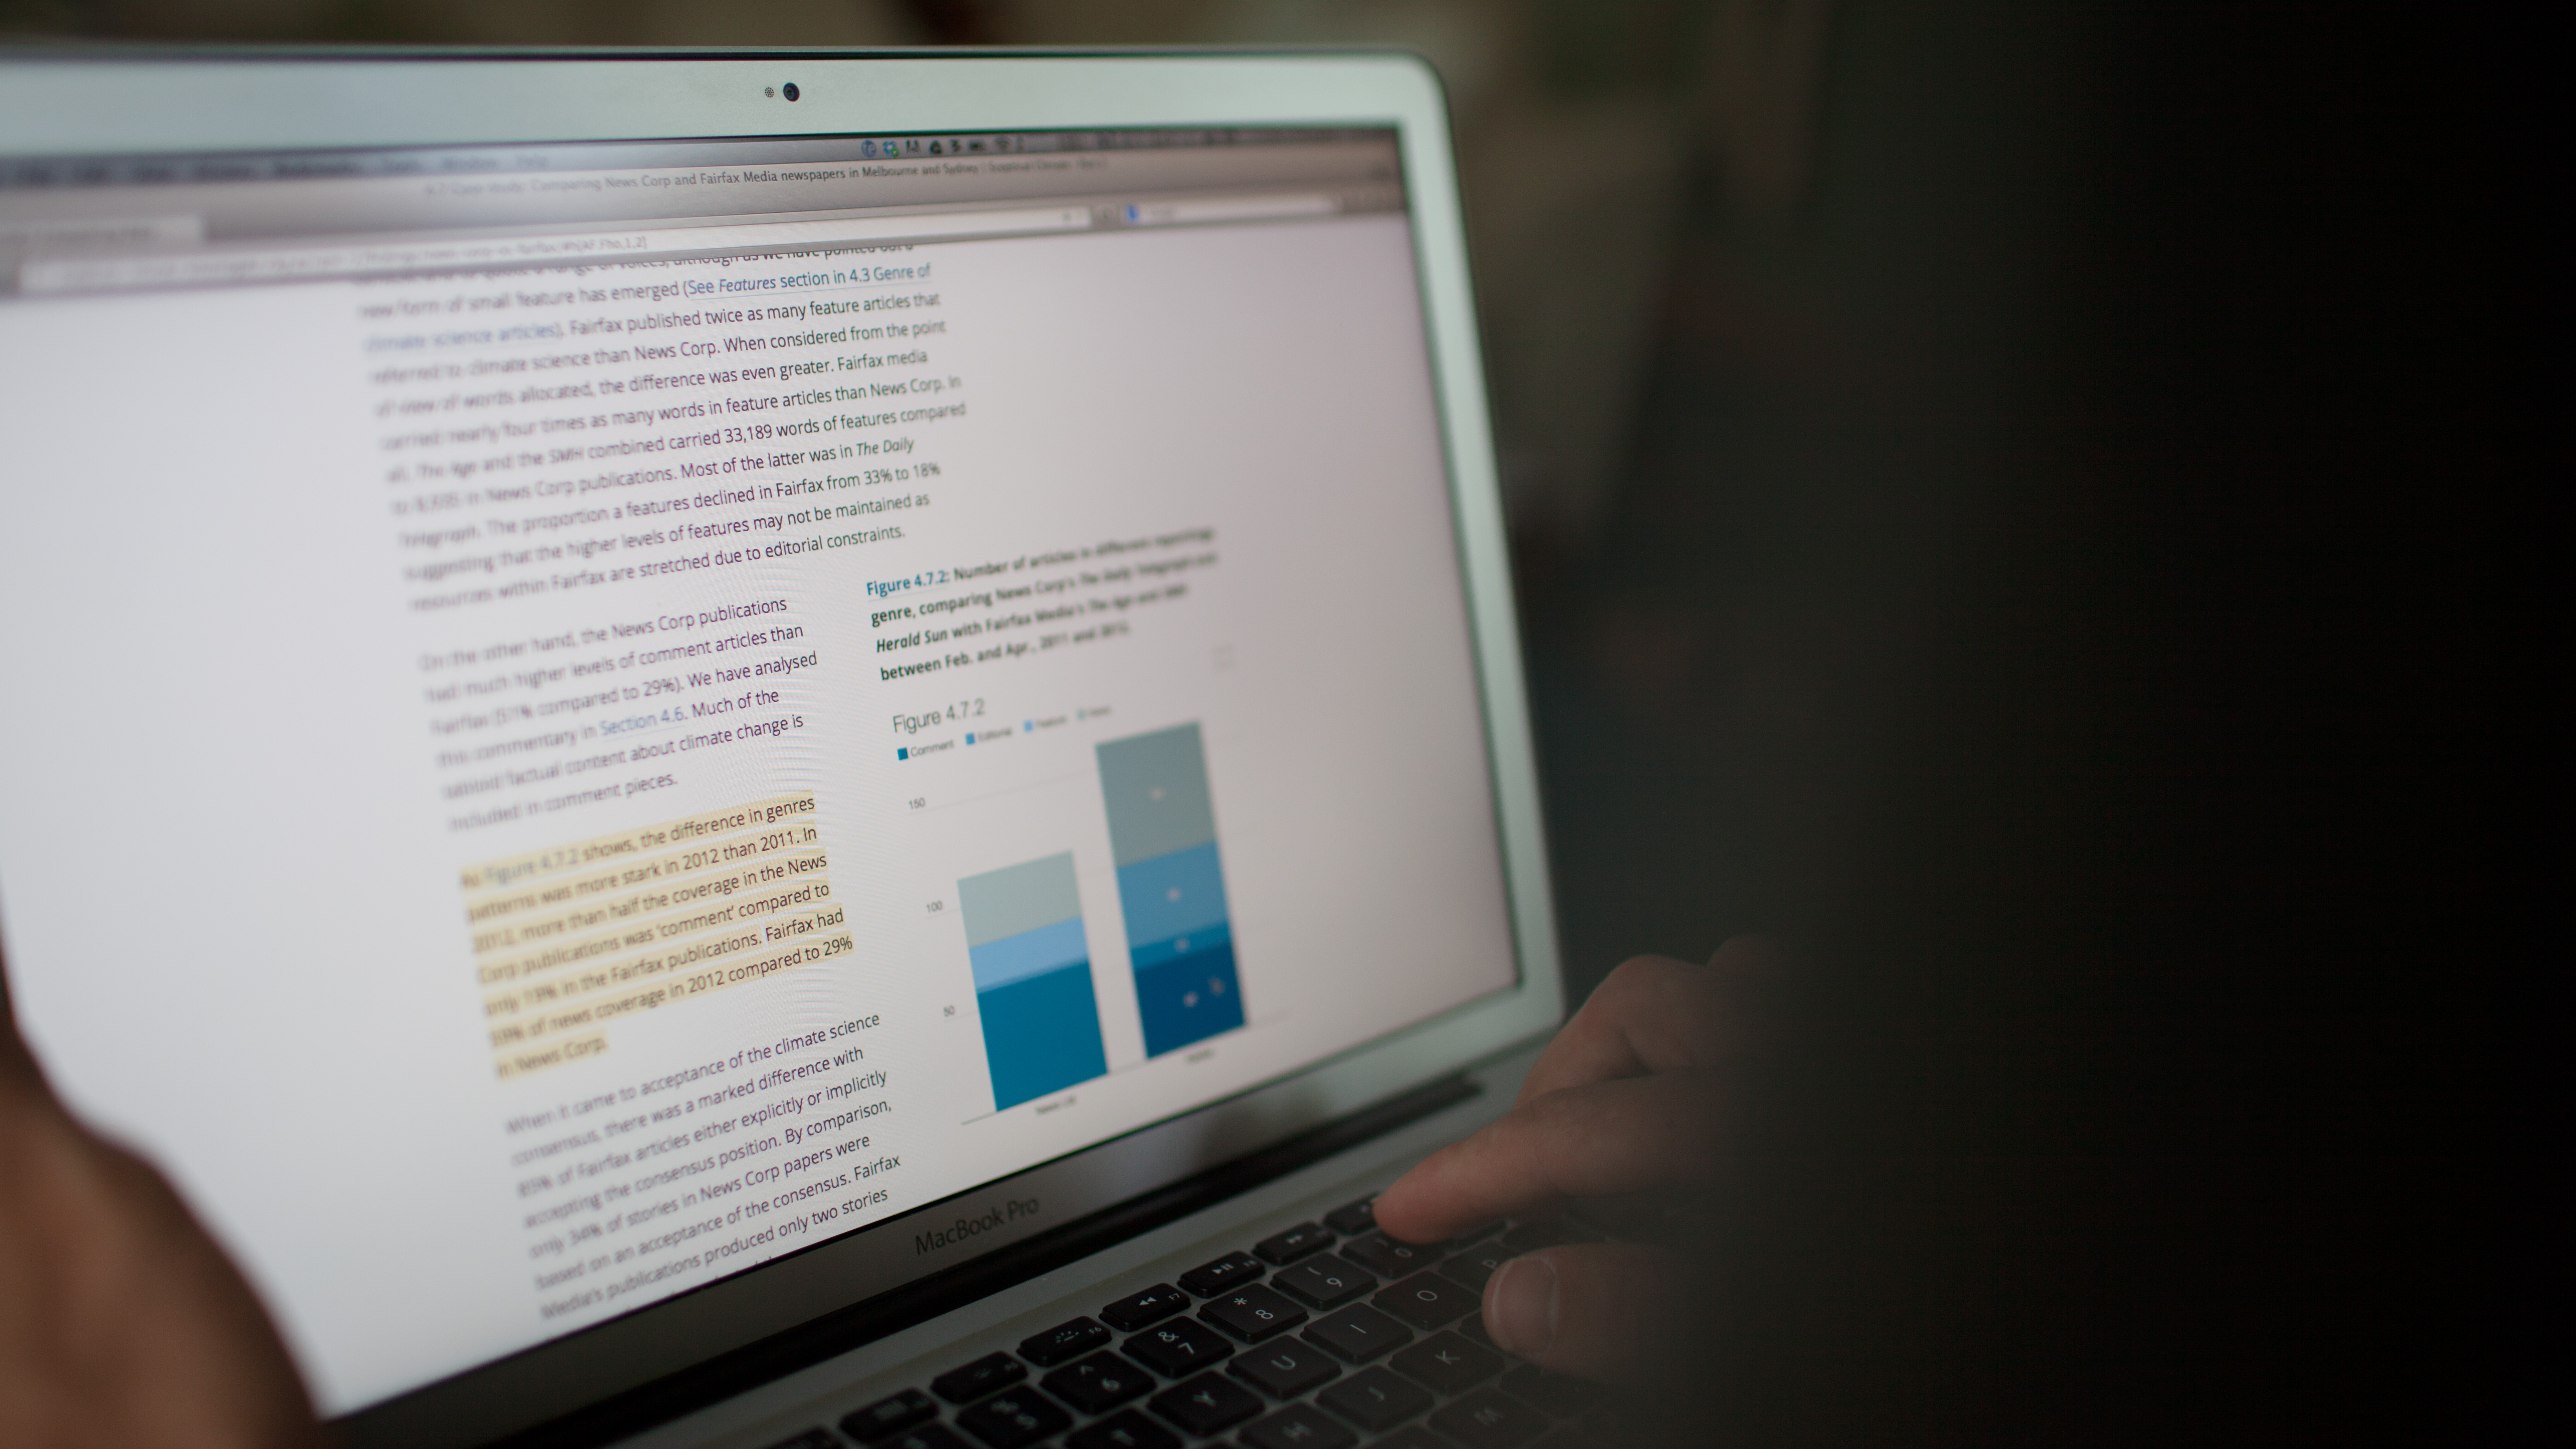 4.7 Case study: Comparing News Corp and Fairfax Media newspapers in Melbourne and Sydney
although as we have pointed out a
new form of small feature has emerged (See Features section in 4.3 Genre of
climate science articles). Fairfax published twice as many feature articles that
referred to climate science than News Corp. When considered from the point
of view of words allocated, the difference was even greater. Fairfax media
carried nearly four times as many words in feature articles than News Corp. In
all, The Age and the SMH combined carried 33,189 words of features compared
to in News Corp publications. Most of the latter was in The Daily
Telegraph. The proportion a features declined in Fairfax from 33% to 18%
suggesting that the higher levels of features may not be maintained as
resources within Fairfax are stretched due to editorial constraints.
On the other hand, the News Corp publications
had much higher levels of comment articles than
Fairfax compared to 29%). We have analysed
this commentary in Section 4.6. Much of the
factual content about climate change is
included in comment pieces.
As Figure 4.7.2 shows, the difference in genres
patterns was more stark in 2012 than 2011. In
2012, more than half the coverage in the News
Corp publications was 'comment' compared to
only 19% in the Fairfax publications. Fairfax had
of news coverage in 2012 compared to 29%
in News Corp.
When it came to acceptance of the climate science
consensus, there was a marked difference with
of Fairfax articles either explicitly or implicitly
accepting the consensus position. By comparison,
only 34% of stories in News Corp papers were
based on an acceptance of the consensus. Fairfax
Media's publications produced only two stories
Figure 4.7.2: Number of articles in different reportage
genre, comparing News Corp's The Daily Telegraph and
Herald Sun with Fairfax Media's The Age and SMH
between Feb. and Apr., 2011 and 2012.
Figure 4.7.2
Comment Editorial Feature News
150
100
50
MacBook Pro
F7
F6
* 8
( 9
& 7
^ 6
O
P
I
U
Y
K
J
H